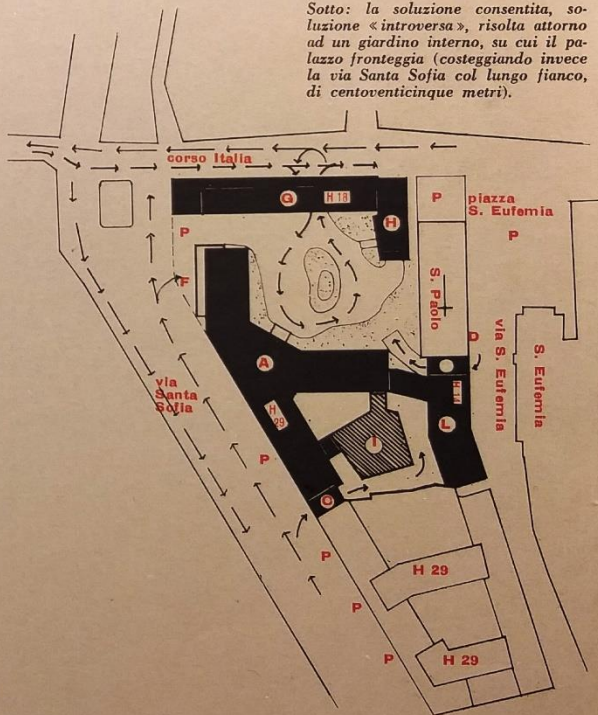 Sotto: la soluzione consentita, so-
luzione « introversa », risolta attorno
ad un giardino interno, su cui il pa-
lazzo fronteggia (costeggiando invece
la via Santa Sofia col lungo fianco,
di centoventicinque metri).
corso Italia
G
H 18
H
P
piazza
S. Eufemia
P
P
F
S. Paolo
D
via S. Eufemia
S. Eufemia
A
via
Santa
Sofia
H
29
H 14
L
I
P
O
P
H 29
P
P
H 29